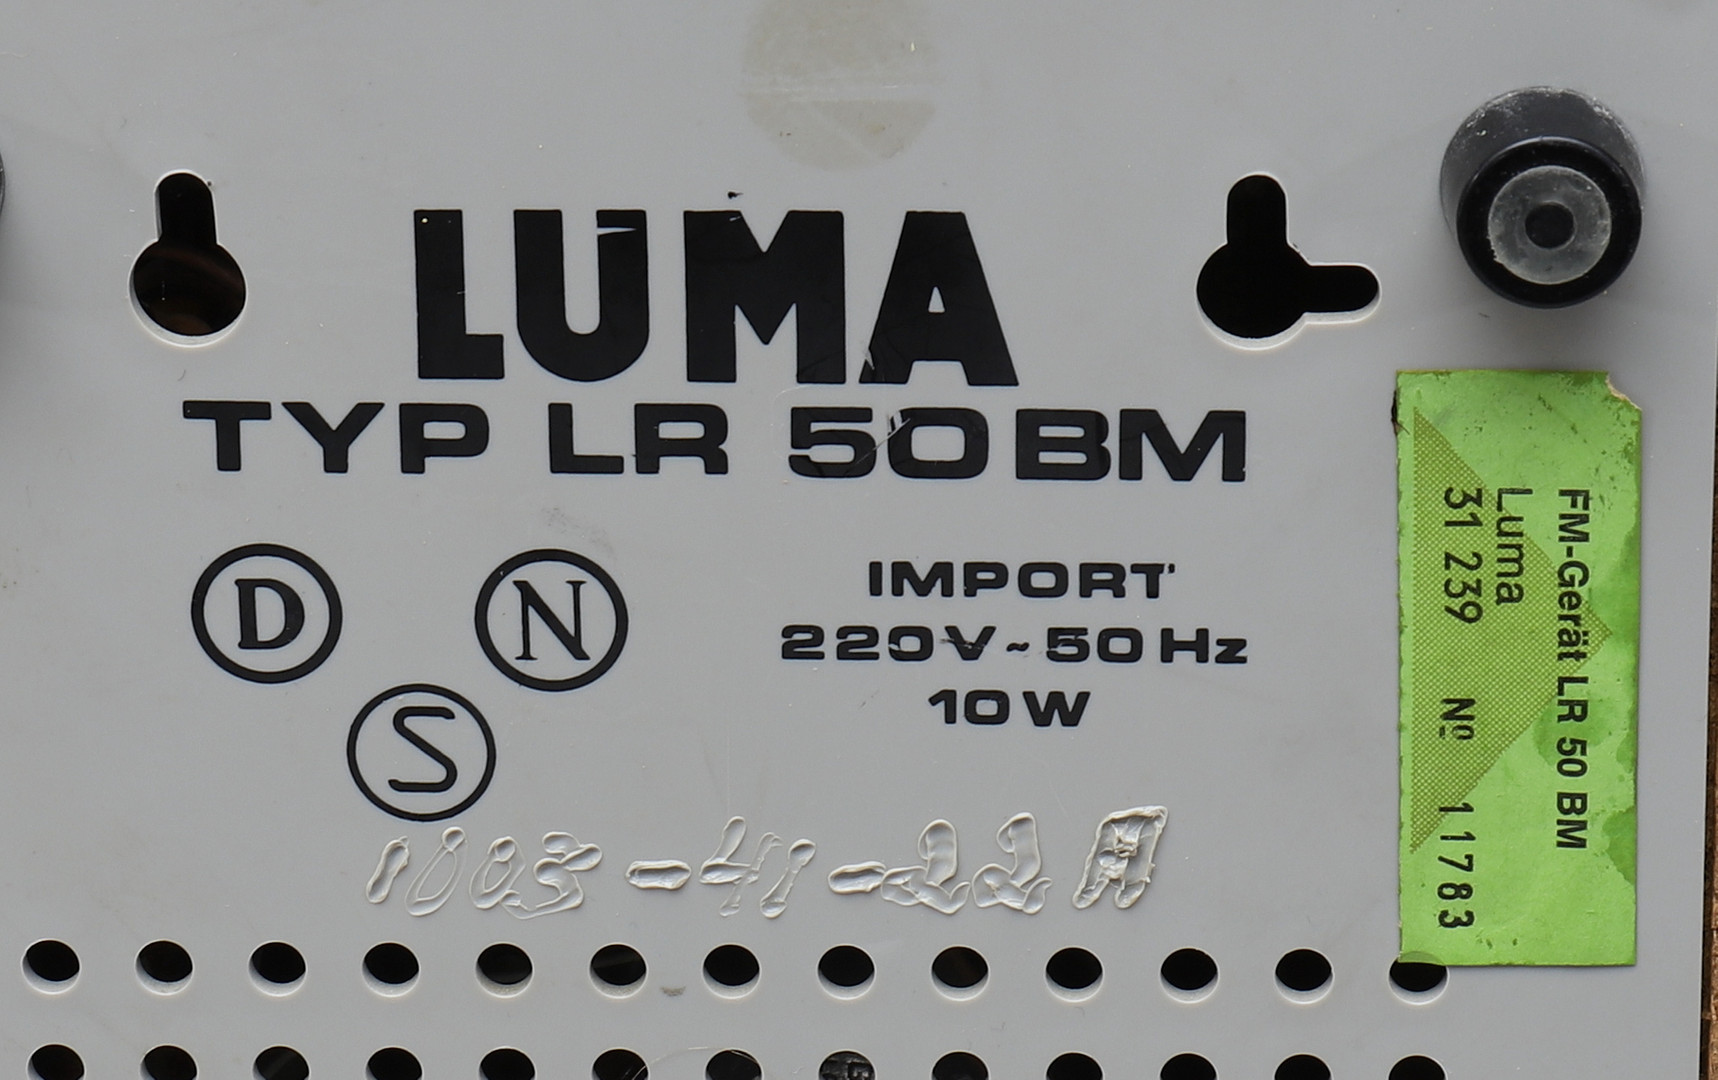 LUMA
TYP LR 50 BM
D
N
S
IMPORT
220V~50Hz
10W
1003-41-22A
FM-Gerät LR 50 BM
Luma
31 239 Nº 11783